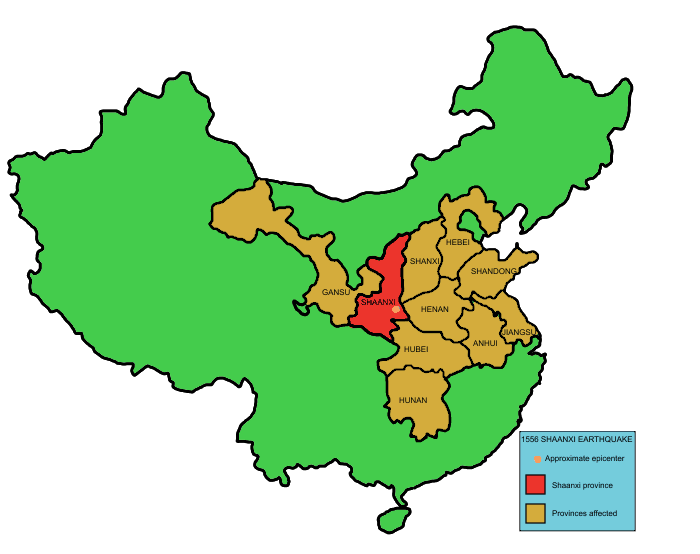 HEBEI
SHANXI
SHANDONG
GANSU
SHAANXI
HENAN
JIANGSU
ANHUI
HUBEI
HUNAN
1556 SHAANXI EARTHQUAKE
Approximate epicenter
Shaanxi province
Provinces affected